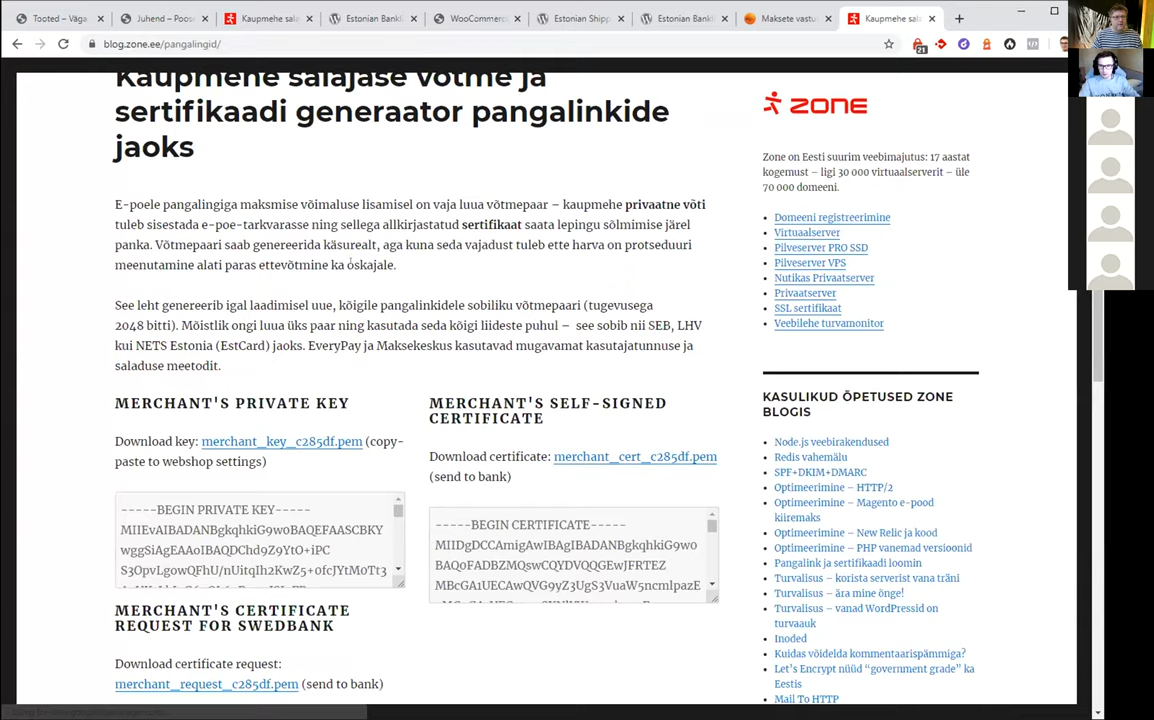 Tooted – Väga
Juhend – Poos
Kaupmehe sala
Estonian Bankl
WooCommerc
Estonian Shipp
Estonian Bankl
Maksete vastu
Kaupmehe sala
blog.zone.ee/pangalingid/
21
Kaupmehe salajase võtme ja
sertifikaadi generaator pangalinkide
jaoks
E-poele pangalingiga maksmise võimaluse lisamisel on vaja luua võtmepaar – kaupmehe privaatne võti
tuleb sisestada e-poe-tarkvarasse ning sellega allkirjastatud sertifikaat saata lepingu sõlmimise järel
panka. Võtmepaari saab genereerida käsurealt, aga kuna seda vajadust tuleb ette harva on protseduuri
meenutamine alati paras ettevõtmine ka oskajale.
See leht genereerib igal laadimisel uue, kõigile pangalinkidele sobiliku võtmepaari (tugevusega
2048 bitti). Mõistlik ongi luua üks paar ning kasutada seda kõigi liideste puhul – see sobib nii SEB, LHV
kui NETS Estonia (EstCard) jaoks. EveryPay ja Maksekeskus kasutavad mugavamat kasutajatunnuse ja
saladuse meetodit.
MERCHANT'S PRIVATE KEY
Download key: merchant_key_c285df.pem (copy-
paste to webshop settings)
-----BEGIN PRIVATE KEY-----
MIIEvAIBADANBgkqhkiG9w0BAQEFAASCBKY
wggSiAgEAAoIBAQDChd9Z9YtO+iPC
S3OpvLgowQFhU/nUitqIh2KwZ5+0fcJYtMoTt3
MERCHANT'S SELF-SIGNED
CERTIFICATE
Download certificate: merchant_cert_c285df.pem
(send to bank)
-----BEGIN CERTIFICATE-----
MIIDgDCCAmigAwIBAgIBADANBgkqhkiG9w0
BAQ0FADBZMQswCQYDVQQGEwJFRTEZ
MBcGA1UECAwQVG9yZ3UgS3VuaW5ncmlpazE
MERCHANT'S CERTIFICATE
REQUEST FOR SWEDBANK
Download certificate request:
merchant_request_c285df.pem (send to bank)
ZONE
Zone on Eesti suurim veebimajutus: 17 aastat
kogemust – ligi 30 000 virtuaalserverit – üle
70 000 domeeni.
Domeeni registreerimine
Virtuaalserver
Pilveserver PRO SSD
Pilveserver VPS
Nutikas Privaatserver
Privaatserver
SSL sertifikaat
Veebilehe turvamonitor
KASULIKUD ÕPETUSED ZONE
BLOGIS
Node.js veebirakendused
Redis vahemälu
SPF+DKIM+DMARC
Optimeerimine – HTTP/2
Optimeerimine – Magento e-pood
kiiremaks
Optimeerimine – New Relic ja kood
Optimeerimine – PHP vanemad versioonid
Pangalink ja sertifikaadi loomin
Turvalisus – korista serverist vana träni
Turvalisus – ära mine õnge!
Turvalisus – vanad WordPressid on
turvaauk
Inoded
Kuidas võidelda kommentaarispämmiga?
Let's Encrypt nüüd “government grade” ka
Eestis
Mail To HTTP